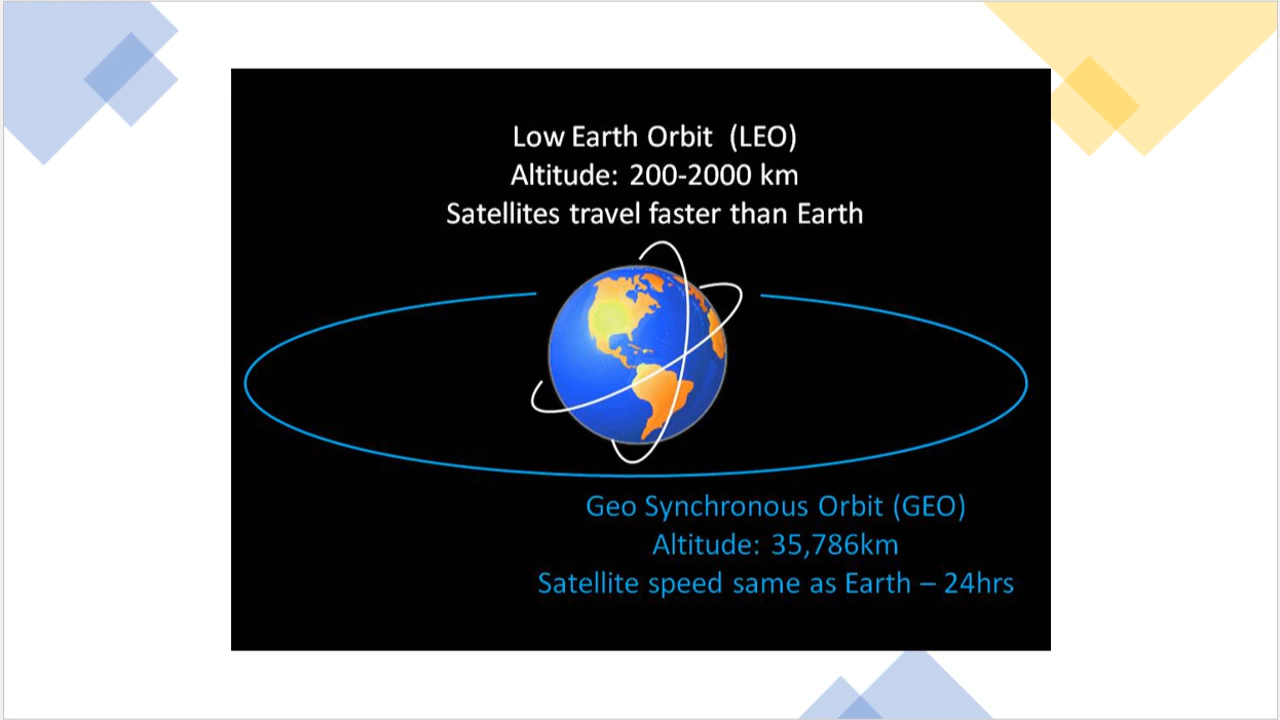 Low Earth Orbit  (LEO)
Altitude: 200-2000 km
Satellites travel faster than Earth
Geo Synchronous Orbit (GEO)
Altitude: 35,786km
Satellite speed same as Earth – 24hrs